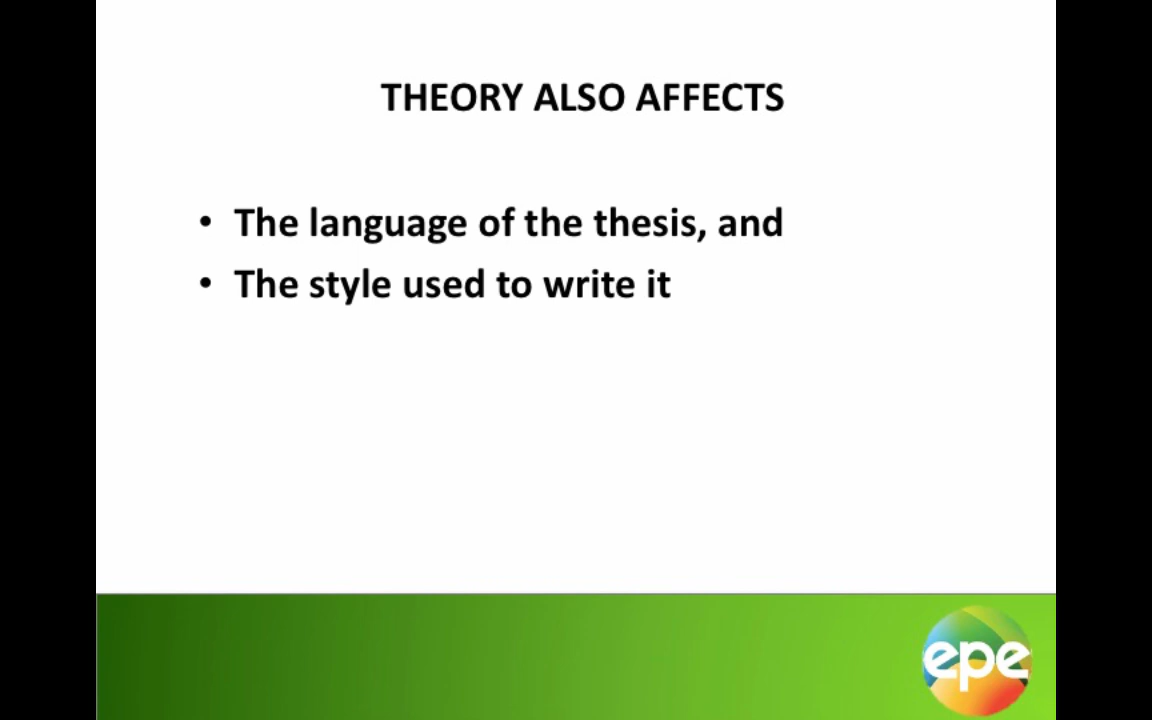 THEORY ALSO AFFECTS
• The language of the thesis, and
• The style used to write it
epe